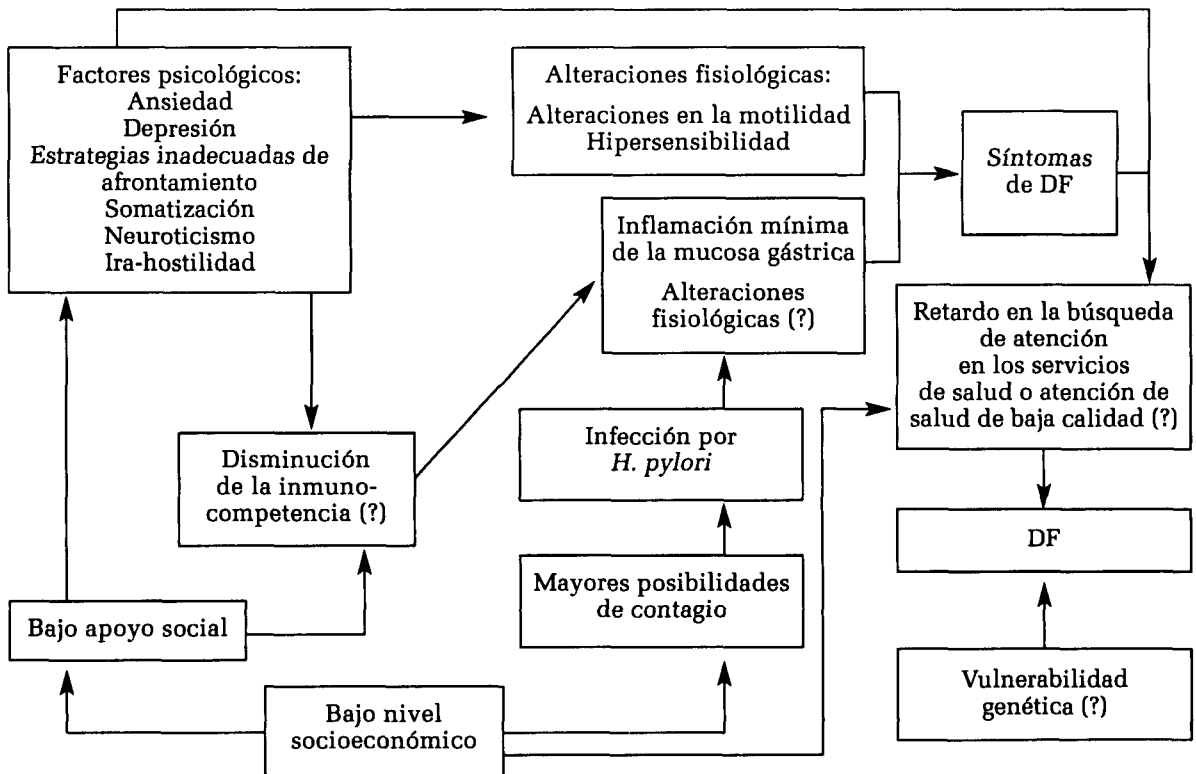 Factores psicológicos:
Ansiedad
Depresión
Estrategias inadecuadas de
afrontamiento
Somatización
Neuroticismo
Ira-hostilidad
Alteraciones fisiológicas:
Alteraciones en la motilidad
Hipersensibilidad
Síntomas
de DF
Inflamación mínima
de la mucosa gástrica
Alteraciones
fisiológicas (?)
Retardo en la búsqueda
de atención
en los servicios
de salud o atención de
salud de baja calidad (?)
Disminución
de la inmuno-
competencia (?)
Infección por
H. pylori
DF
Mayores posibilidades
de contagio
Bajo apoyo social
Vulnerabilidad
genética (?)
Bajo nivel
socioeconómico